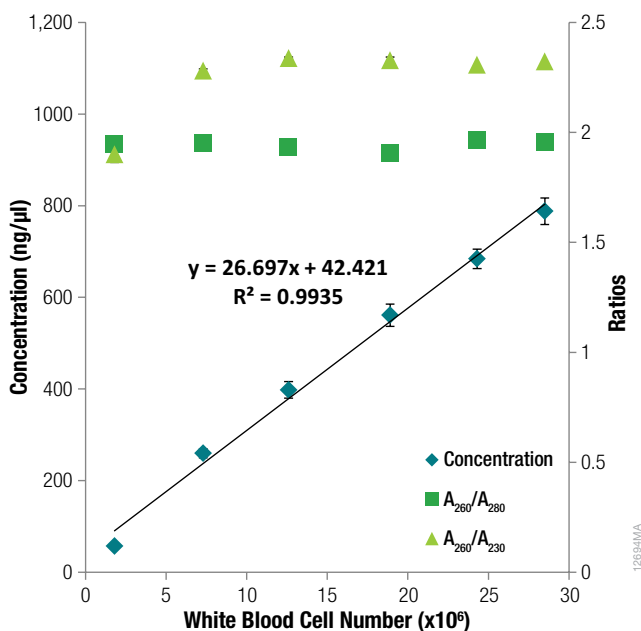 1,200
1000
800
600
400
200
0
Concentration (ng/µl)
2.5
2
1.5
1
0.5
0
Ratios
y = 26.697x + 42.421
R² = 0.9935
Concentration
A₂₆₀/A₂₈₀
A₂₆₀/A₂₃₀
0 5 10 15 20 25 30
White Blood Cell Number (x10⁶)
12694MA